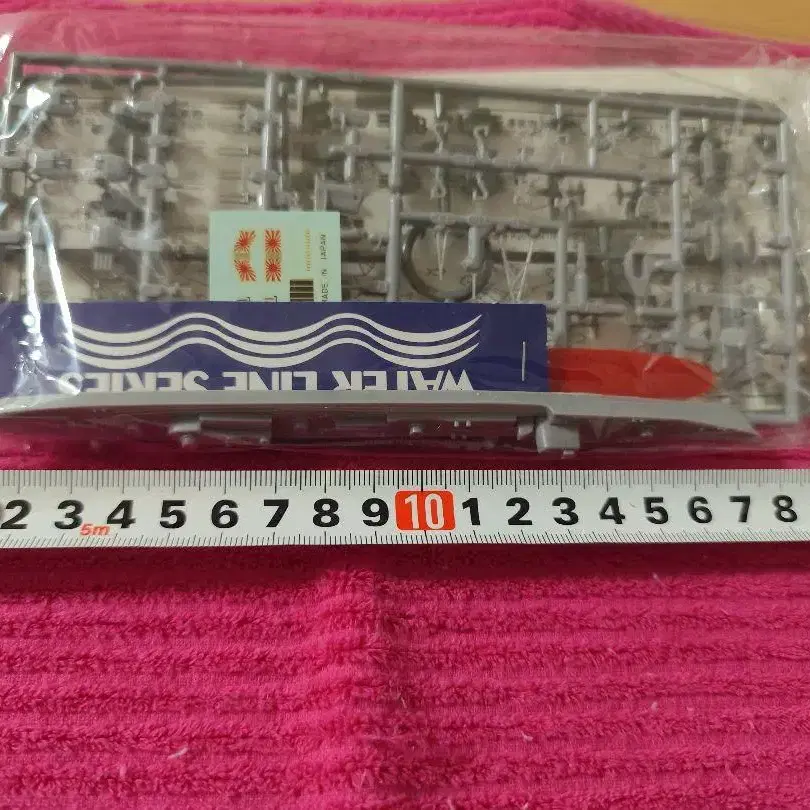 MADE IN JAPAN
WATER LINE SERIES
2 3 4 5 6 7 8 9 10 1 2 3 4 5 6 7 8
5m